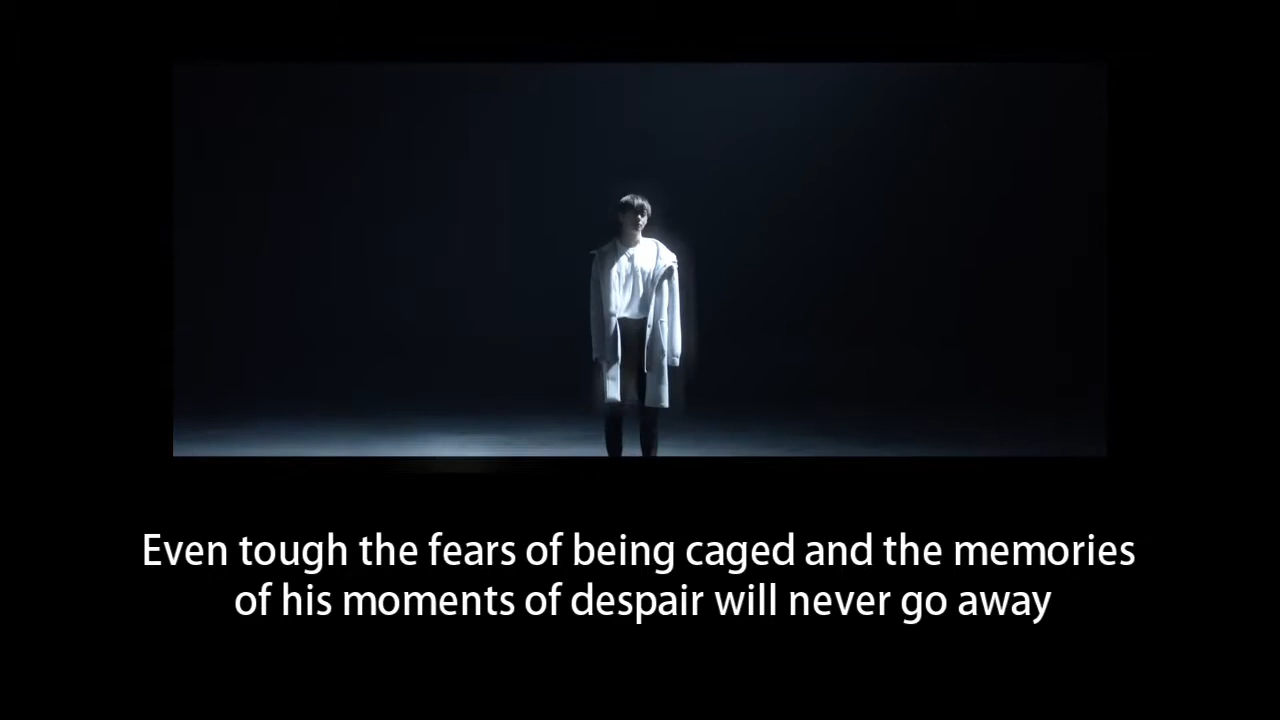 Even tough the fears of being caged and the memories
of his moments of despair will never go away